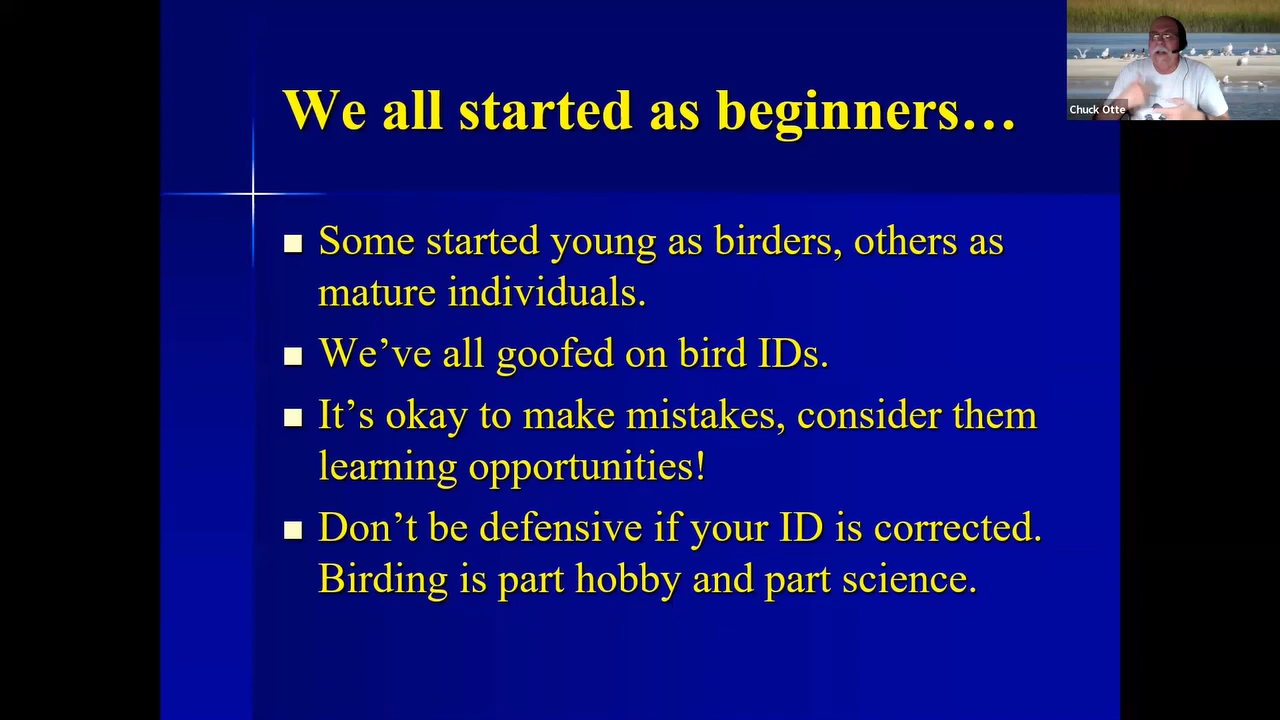 We all started as beginners…
Chuck Otte
Some started young as birders, others as
mature individuals.
We’ve all goofed on bird IDs.
It’s okay to make mistakes, consider them
learning opportunities!
Don’t be defensive if your ID is corrected.
Birding is part hobby and part science.